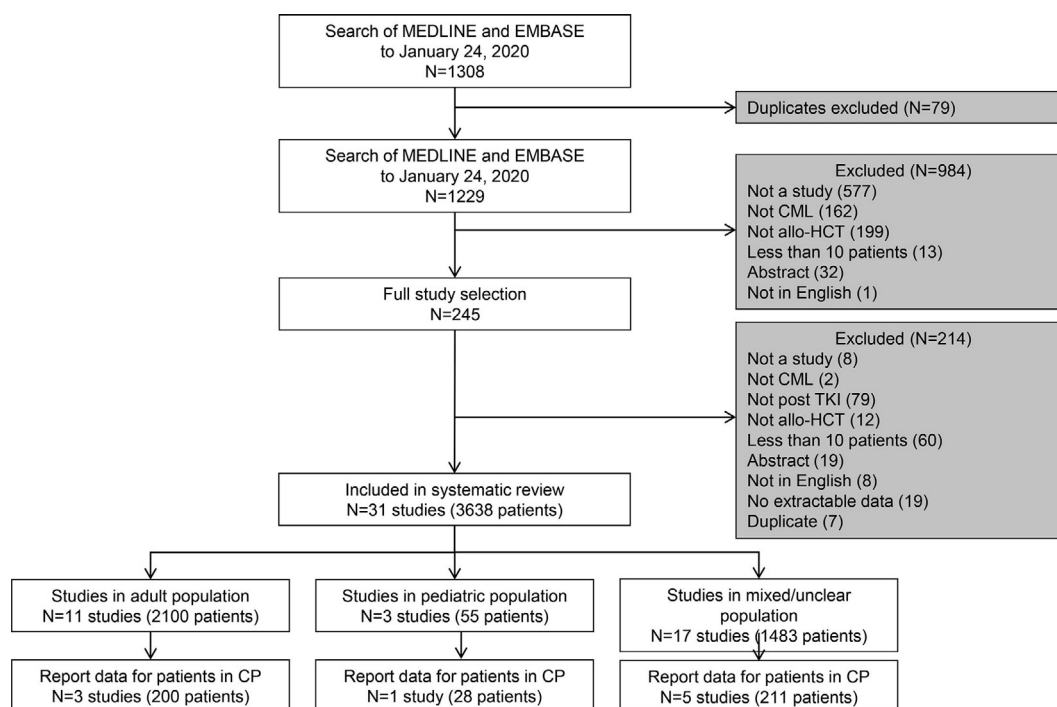 Search of MEDLINE and EMBASE
to January 24, 2020
N=1308
Duplicates excluded (N=79)
Search of MEDLINE and EMBASE
to January 24, 2020
N=1229
Excluded (N=984)
Not a study (577)
Not CML (162)
Not allo-HCT (199)
Less than 10 patients (13)
Abstract (32)
Not in English (1)
Full study selection
N=245
Excluded (N=214)
Not a study (8)
Not CML (2)
Not post TKI (79)
Not allo-HCT (12)
Less than 10 patients (60)
Abstract (19)
Not in English (8)
No extractable data (19)
Duplicate (7)
Included in systematic review
N=31 studies (3638 patients)
Studies in adult population
N=11 studies (2100 patients)
Studies in pediatric population
N=3 studies (55 patients)
Studies in mixed/unclear
population
N=17 studies (1483 patients)
Report data for patients in CP
N=3 studies (200 patients)
Report data for patients in CP
N=1 study (28 patients)
Report data for patients in CP
N=5 studies (211 patients)